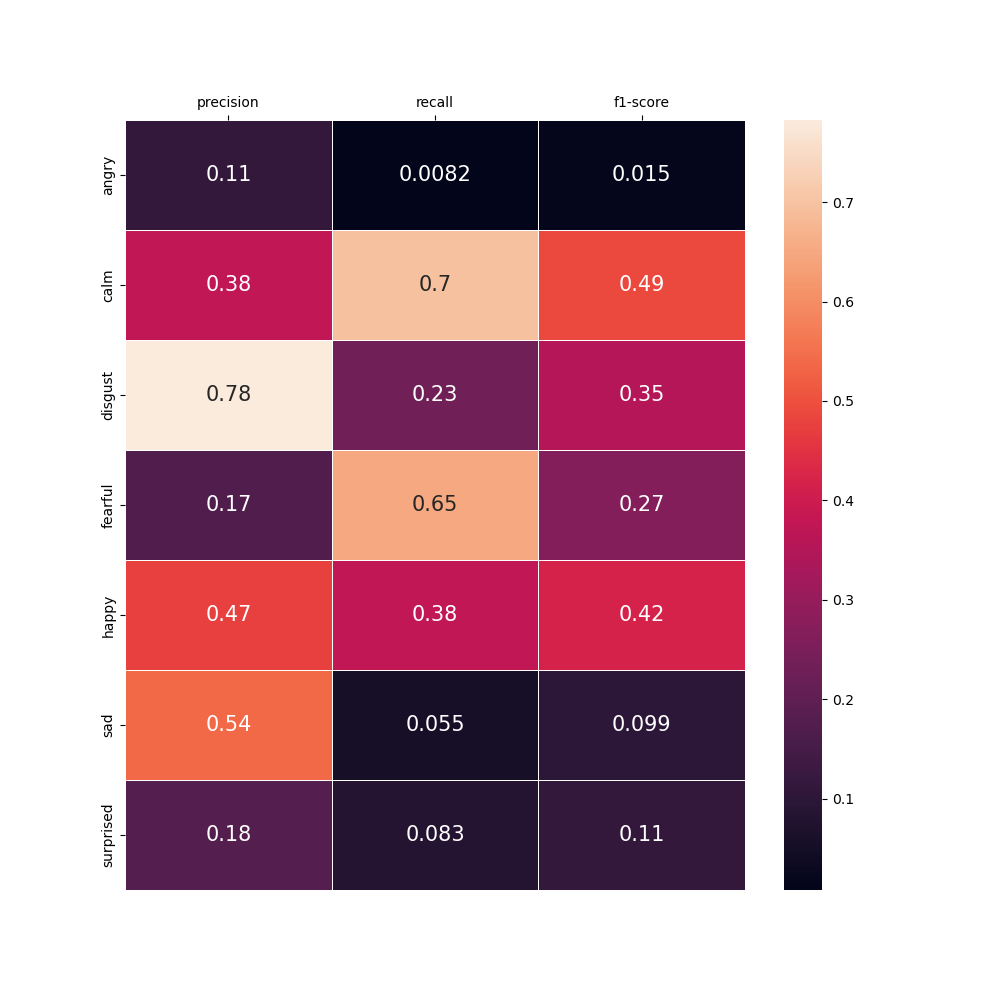 precision recall f1-score
angry 0.11 0.0082 0.015
calm 0.38 0.7 0.49
disgust 0.78 0.23 0.35
fearful 0.17 0.65 0.27
happy 0.47 0.38 0.42
sad 0.54 0.055 0.099
surprised 0.18 0.083 0.11
0.7
0.6
0.5
0.4
0.3
0.2
0.1